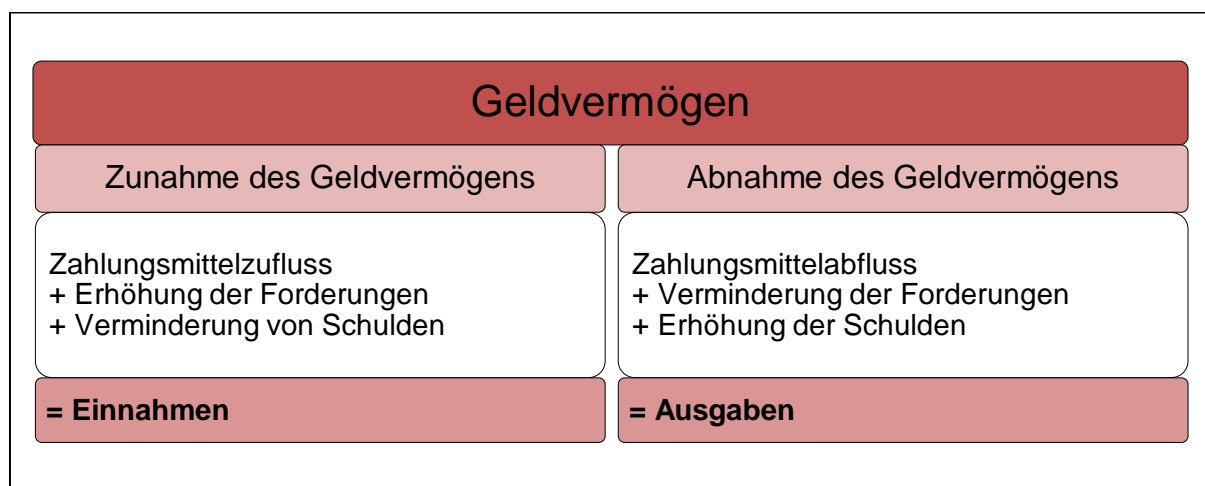 Geldvermögen
Zunahme des Geldvermögens
Abnahme des Geldvermögens
Zahlungsmittelzufluss
+ Erhöhung der Forderungen
+ Verminderung von Schulden
Zahlungsmittelabfluss
+ Verminderung der Forderungen
+ Erhöhung der Schulden
= Einnahmen
= Ausgaben